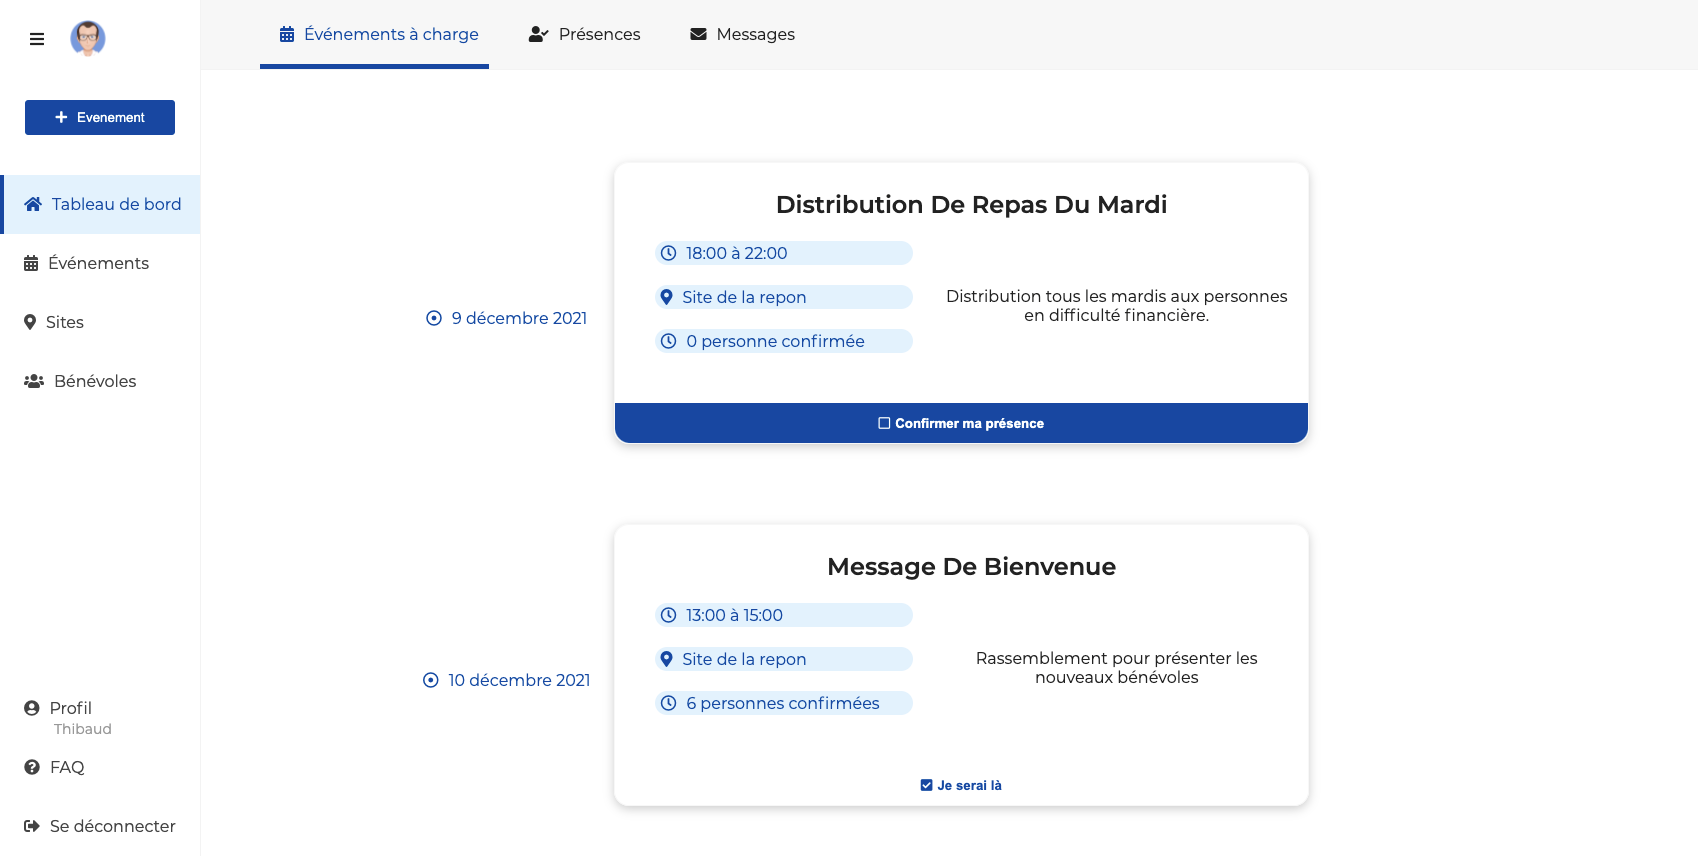 Événements à charge
Présences
Messages
Evenement
Tableau de bord
Événements
Sites
Bénévoles
Profil
Thibaud
FAQ
Se déconnecter
9 décembre 2021
Distribution De Repas Du Mardi
18:00 à 22:00
Site de la repon
0 personne confirmée
Distribution tous les mardis aux personnes
en difficulté financière.
Confirmer ma présence
10 décembre 2021
Message De Bienvenue
13:00 à 15:00
Site de la repon
6 personnes confirmées
Rassemblement pour présenter les
nouveaux bénévoles
Je serai là